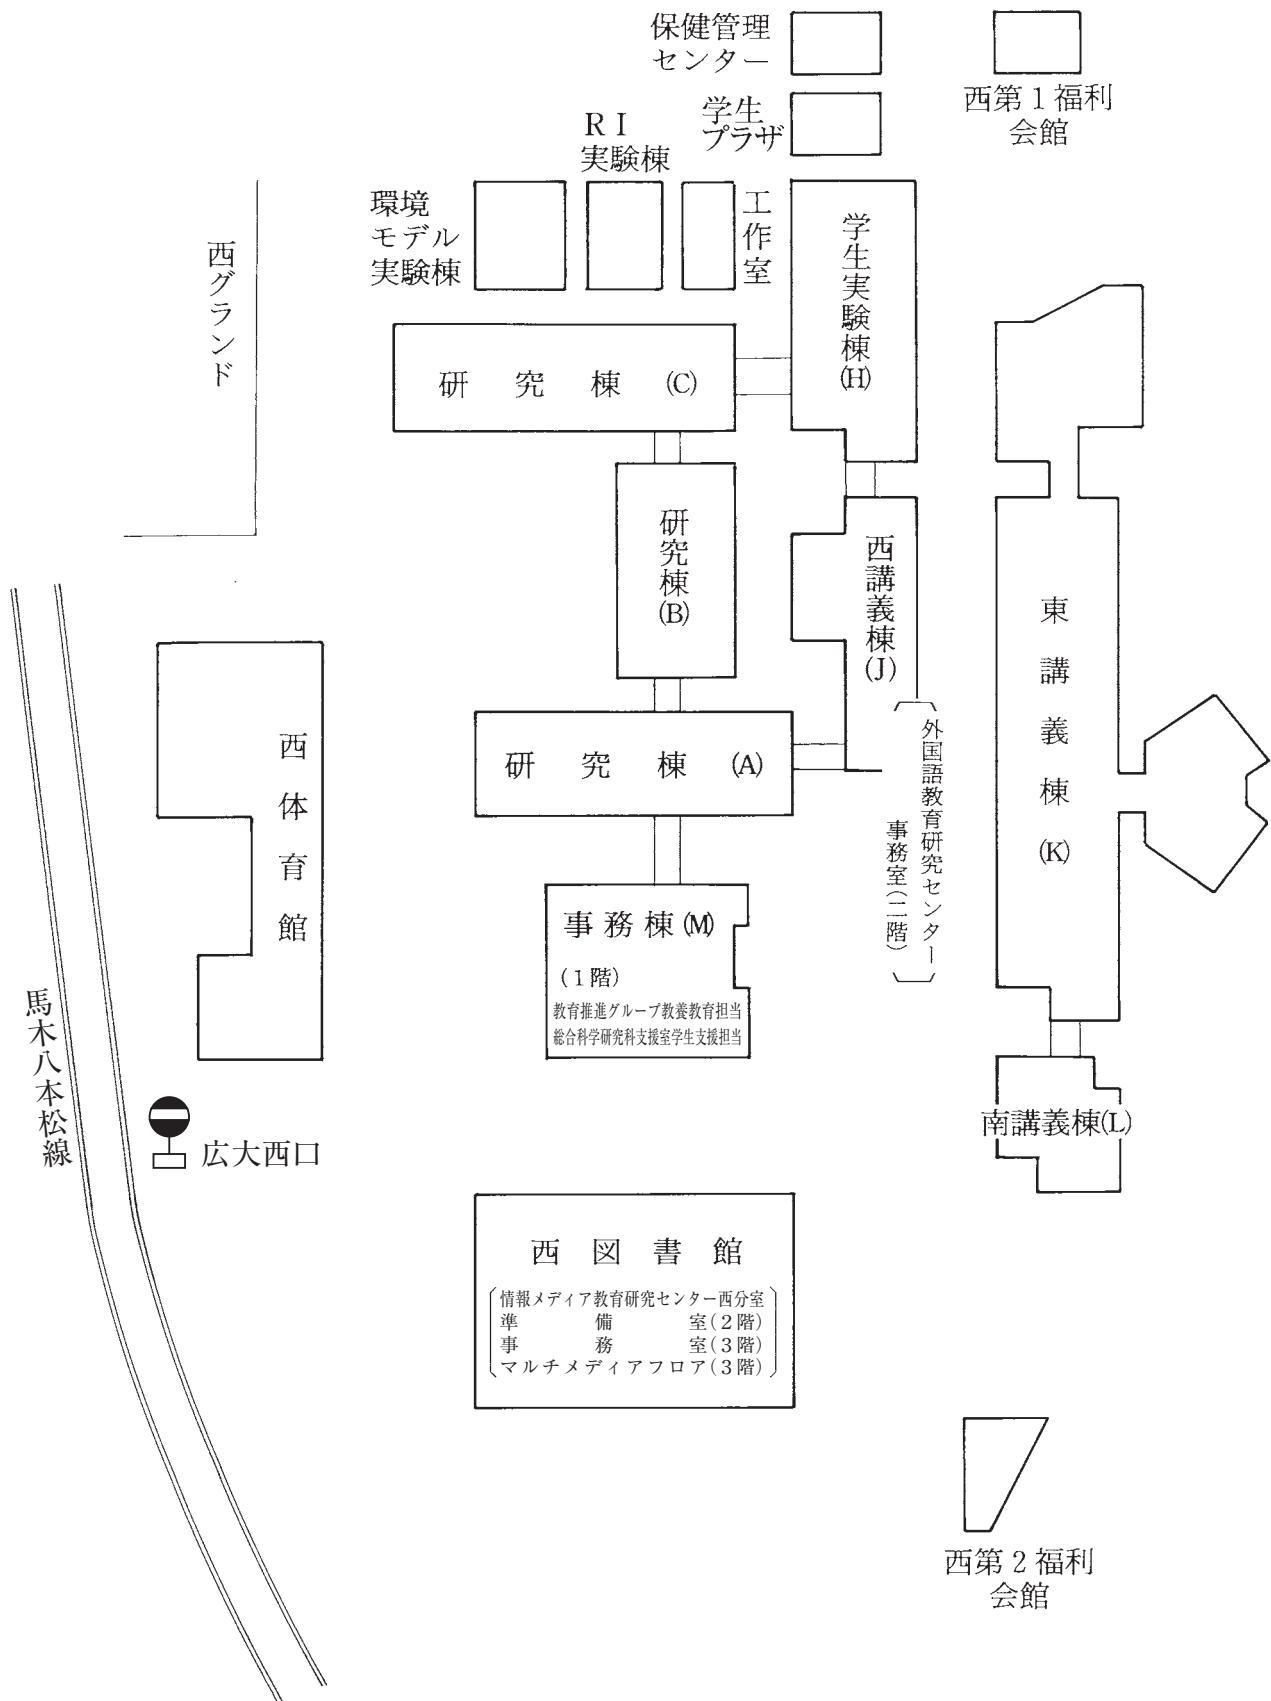 保健管理
センター
西第1福利
会館
学生
プラザ
RI
実験棟
環境
モデル
実験棟
工作室
学生実験棟(H)
西グランド
研究棟(C)
研究棟(B)
西講義棟(J)
東講義棟(K)
研究棟(A)
外国語教育研究センター
事務室(二階)
西体育館
事務棟(M)
(1階)
教育推進グループ教養教育担当
総合科学研究科支援室学生支援担当
馬木八本松線
広大西口
南講義棟(L)
西図書館
情報メディア教育研究センター西分室
準備室(2階)
事務室(3階)
マルチメディアフロア(3階)
西第2福利
会館